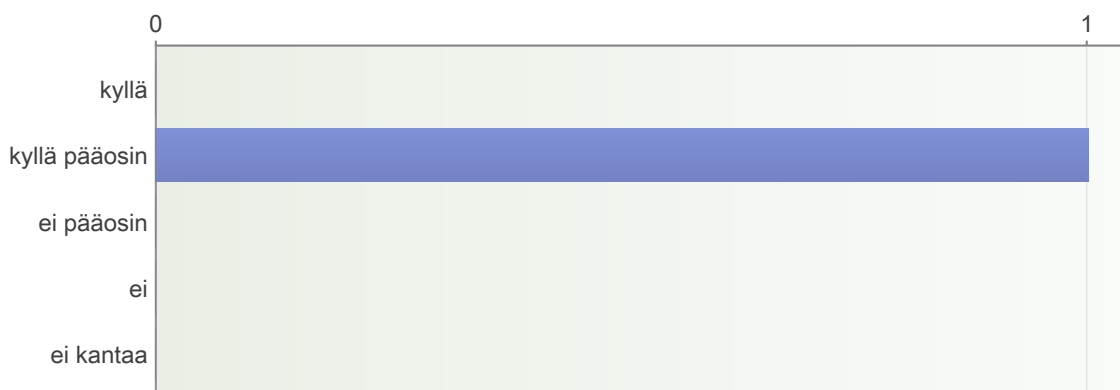 0 1
kyllä
kyllä pääosin
ei pääosin
ei
ei kantaa